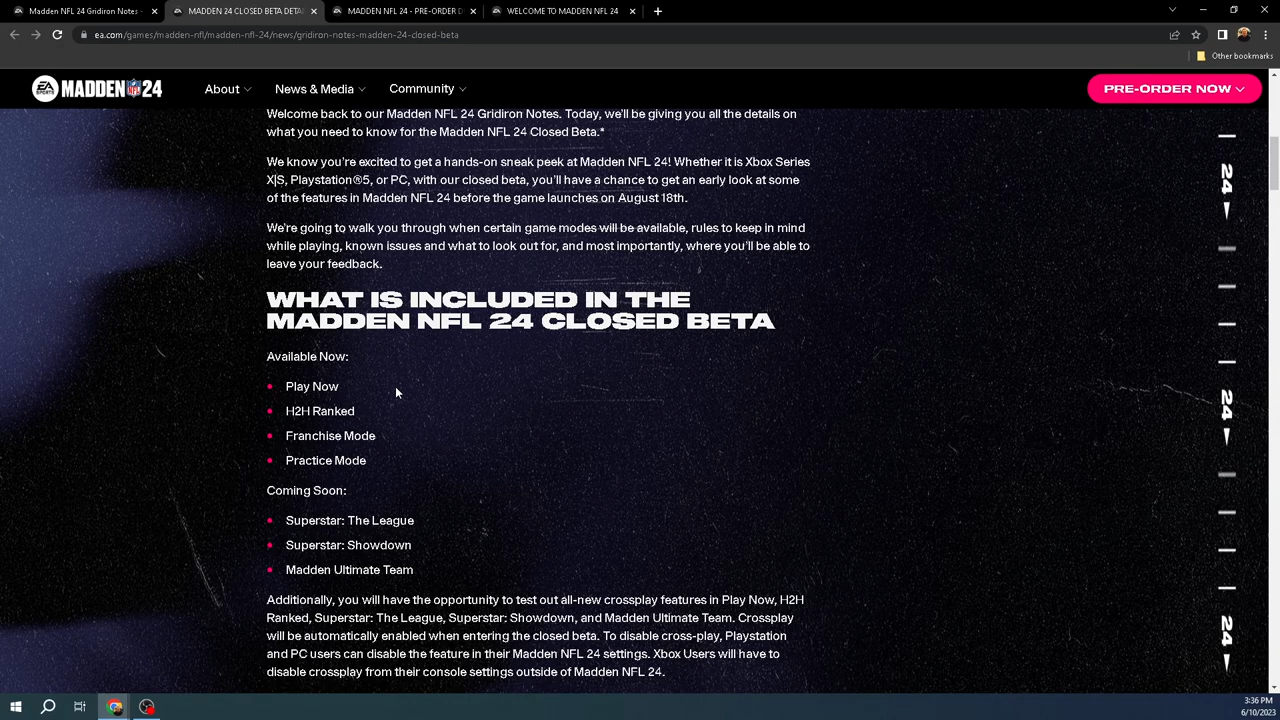 Madden NFL 24 Gridiron Notes -
MADDEN 24 CLOSED BETA DETAI
MADDEN NFL 24 - PRE-ORDER D
WELCOME TO MADDEN NFL 24
ea.com/games/madden-nfl/madden-nfl-24/news/gridiron-notes-madden-24-closed-beta
Other bookmarks
EA SPORTS MADDEN NFL 24
About
News & Media
Community
PRE-ORDER NOW
Welcome back to our Madden NFL 24 Gridiron Notes. Today, we'll be giving you all the details on
what you need to know for the Madden NFL 24 Closed Beta.*
We know you're excited to get a hands-on sneak peek at Madden NFL 24! Whether it is Xbox Series
X|S, Playstation®5, or PC, with our closed beta, you'll have a chance to get an early look at some
of the features in Madden NFL 24 before the game launches on August 18th.
We're going to walk you through when certain game modes will be available, rules to keep in mind
while playing, known issues and what to look out for, and most importantly, where you'll be able to
leave your feedback.
WHAT IS INCLUDED IN THE
MADDEN NFL 24 CLOSED BETA
Available Now:
Play Now
H2H Ranked
Franchise Mode
Practice Mode
Coming Soon:
Superstar: The League
Superstar: Showdown
Madden Ultimate Team
Additionally, you will have the opportunity to test out all-new crossplay features in Play Now, H2H
Ranked, Superstar: The League, Superstar: Showdown, and Madden Ultimate Team. Crossplay
will be automatically enabled when entering the closed beta. To disable cross-play, Playstation
and PC users can disable the feature in their Madden NFL 24 settings. Xbox Users will have to
disable crossplay from their console settings outside of Madden NFL 24.
24
24
24
3:36 PM
6/10/2023